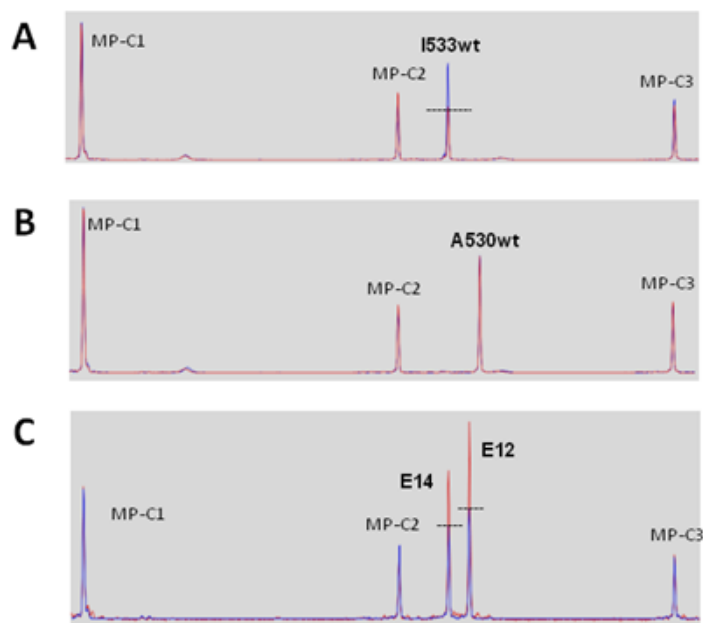 A
MP-C1
I533wt
MP-C2
MP-C3
B
MP-C1
A530wt
MP-C2
MP-C3
C
MP-C1
E14
E12
MP-C2
MP-C3